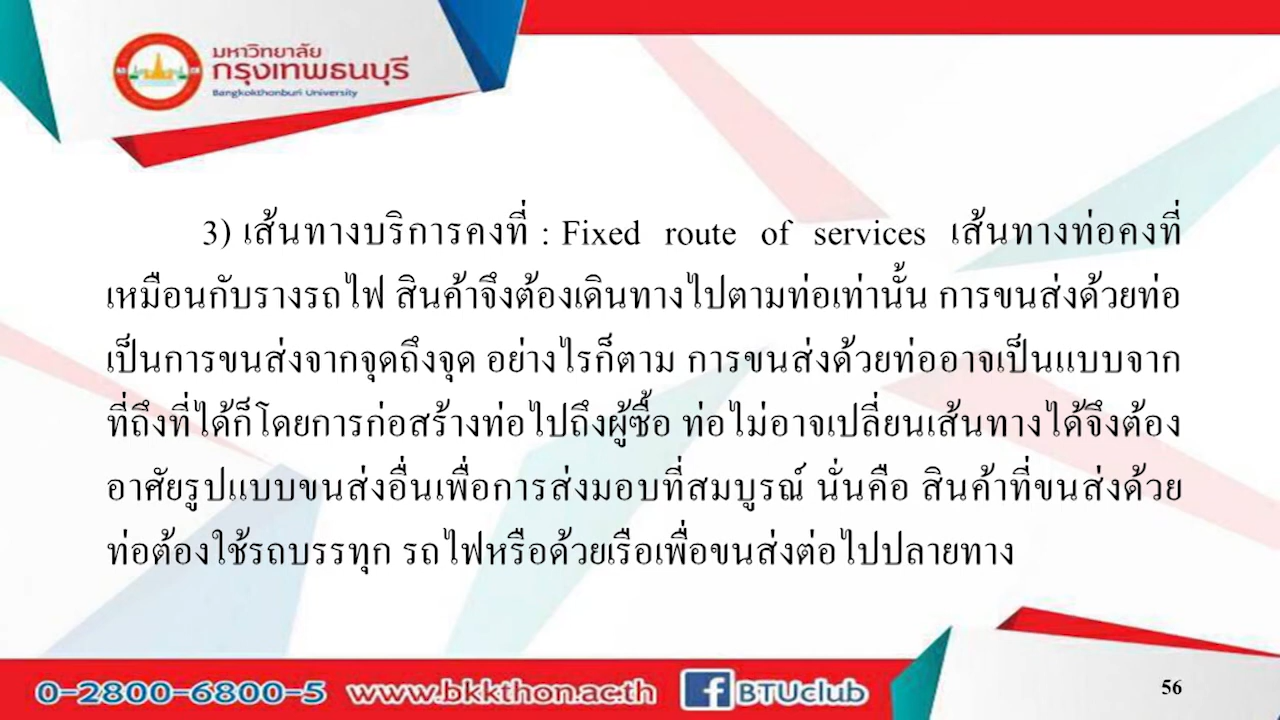 มหาวิทยาลัย
กรุงเทพธนบุรี
Bangkokthonburi University
3) เส้นทางบริการคงที่ : Fixed route of services เส้นทางท่อคงที่
เหมือนกับรางรถไฟ สินค้าจึงต้องเดินทางไปตามท่อเท่านั้น การขนส่งด้วยท่อ
เป็นการขนส่งจากจุดถึงจุด อย่างไรก็ตาม การขนส่งด้วยท่ออาจเป็นแบบจาก
ที่ถึงที่ได้ก็โดยการก่อสร้างท่อไปถึงผู้ซื้อ ท่อไม่อาจเปลี่ยนเส้นทางได้จึงต้อง
อาศัยรูปแบบขนส่งอื่นเพื่อการส่งมอบที่สมบูรณ์ นั่นคือ สินค้าที่ขนส่งด้วย
ท่อต้องใช้รถบรรทุก รถไฟหรือด้วยเรือเพื่อขนส่งต่อไปปลายทาง
0-2800-6800-5 www.bkkthon.ac.th f BTUclub 56